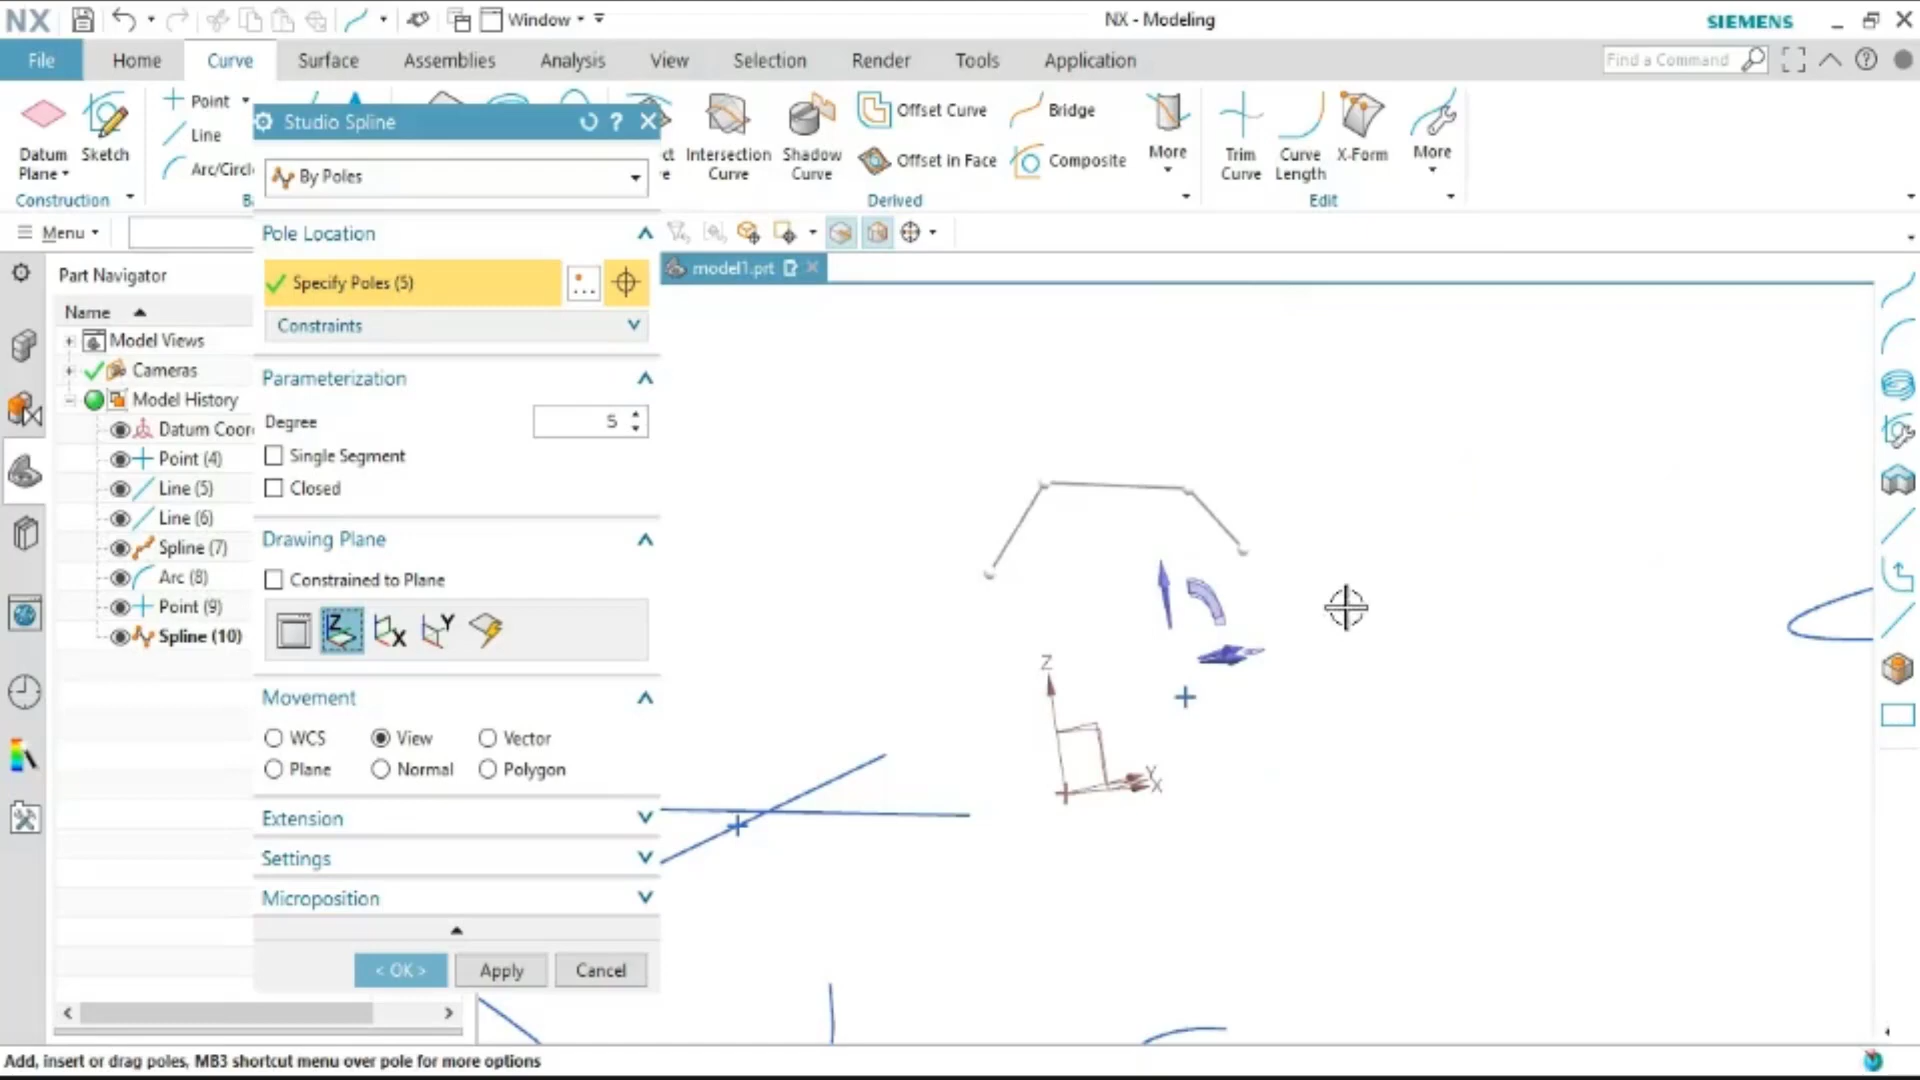 NX
Window
NX - Modeling
SIEMENS
File
Home
Curve
Surface
Assemblies
Analysis
View
Selection
Render
Tools
Application
Find a Command
Datum
Plane
Sketch
Construction
Point
Line
Arc/Circl
Studio Spline
?
By Poles
Intersection
Curve
Shadow
Curve
Offset Curve
Offset in Face
Bridge
Composite
More
Derived
Trim
Curve
Curve
Length
X-Form
More
Edit
Menu
Part Navigator
Name
Model Views
Cameras
Model History
Datum Coor
Point (4)
Line (5)
Line (6)
Spline (7)
Arc (8)
Point (9)
Spline (10)
Pole Location
Specify Poles (5)
Constraints
Parameterization
Degree
5
Single Segment
Closed
Drawing Plane
Constrained to Plane
Z
X
Y
Movement
WCS
View
Vector
Plane
Normal
Polygon
Extension
Settings
Microposition
< OK >
Apply
Cancel
model1.prt
Z
Y
X
Add, insert or drag poles, MB3 shortcut menu over pole for more options